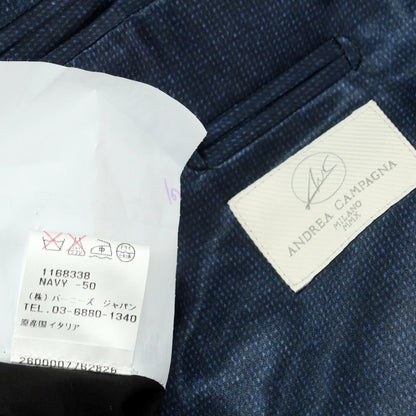 1168338
NAVY -50
(株) バーニーズ ジャパン
TEL.03-6880-1340
原産国イタリア
2600007762826
ANDREA CAMPAGNA
MILANO
MMX